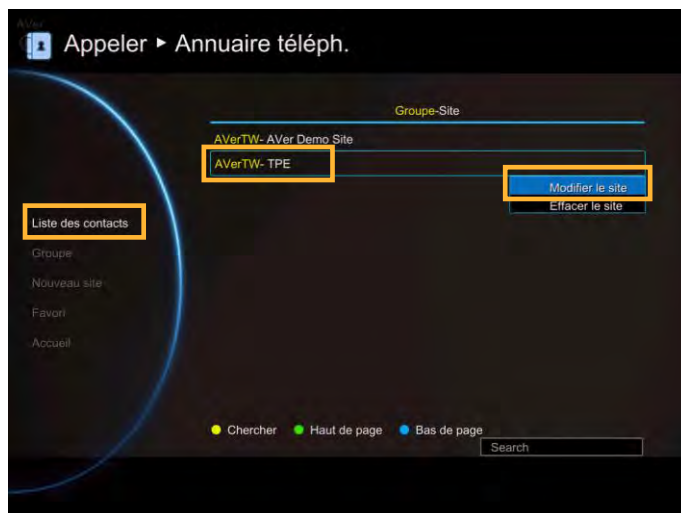 AVer
Appeler ► Annuaire téléph.
Groupe-Site
AVerTW- AVer Demo Site
AVerTW- TPE
Modifier le site
Effacer le site
Liste des contacts
Groupe
Nouveau site
Favori
Accueil
Chercher Haut de page Bas de page
Search